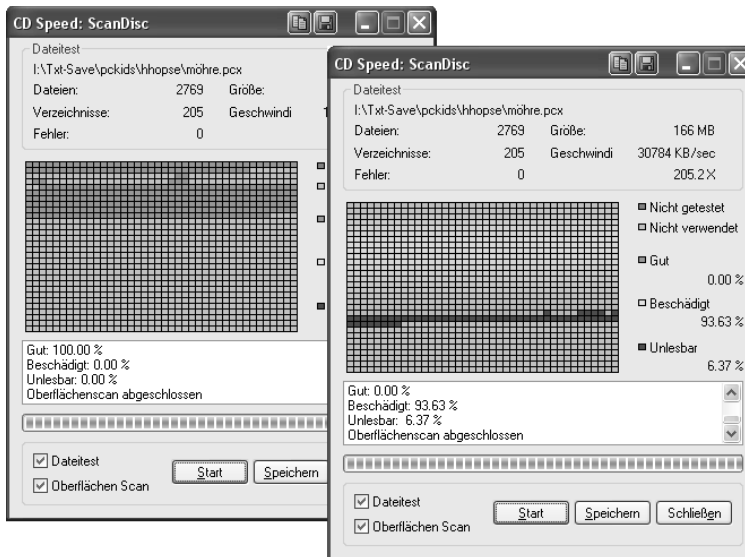 CD Speed: ScanDisc
Dateitest
I:\Txt-Save\pckids\hhopse\möhre.pcx
Dateien: 2769 Größe:
Verzeichnisse: 205 Geschwindi 1
Fehler: 0
Gut: 100.00 %
Beschädigt: 0.00 %
Unlesbar: 0.00 %
Oberflächenscan abgeschlossen
Dateitest
Oberflächen Scan
Start
Speichern
CD Speed: ScanDisc
Dateitest
I:\Txt-Save\pckids\hhopse\möhre.pcx
Dateien: 2769 Größe: 166 MB
Verzeichnisse: 205 Geschwindi 30784 KB/sec
Fehler: 0 205.2 X
Nicht getestet
Nicht verwendet
Gut
0.00 %
Beschädigt
93.63 %
Unlesbar
6.37 %
Gut: 0.00 %
Beschädigt: 93.63 %
Unlesbar: 6.37 %
Oberflächenscan abgeschlossen
Dateitest
Oberflächen Scan
Start
Speichern
Schließen